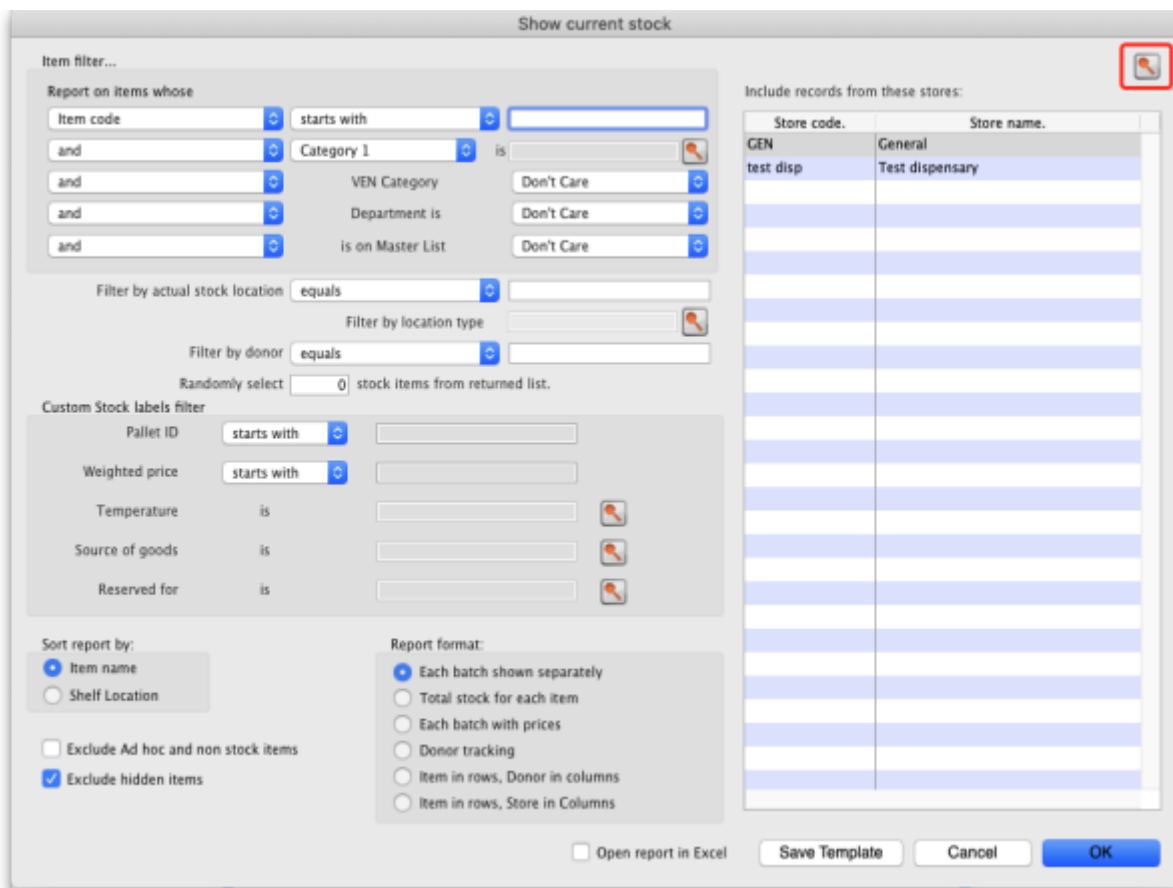 Show current stock
Item filter...
Report on items whose
Item code starts with
and Category 1 is
and VEN Category Don't Care
and Department is Don't Care
and is on Master List Don't Care
Filter by actual stock location equals
Filter by location type
Filter by donor equals
Randomly select 0 stock items from returned list.
Custom Stock labels filter
Pallet ID starts with
Weighted price starts with
Temperature is
Source of goods is
Reserved for is
Sort report by:
Item name
Shelf Location
Exclude Ad hoc and non stock items
Exclude hidden items
Report format:
Each batch shown separately
Total stock for each item
Each batch with prices
Donor tracking
Item in rows, Donor in columns
Item in rows, Store in Columns
Include records from these stores:
Store code. Store name.
GEN General
test disp Test dispensary
Open report in Excel Save Template Cancel OK